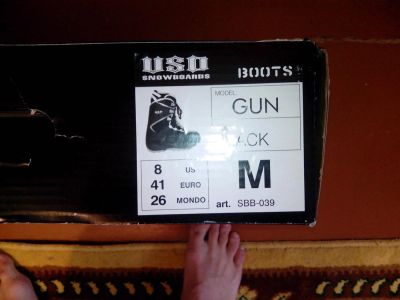 USD
SNOWBOARDS
BOOTS
MODEL:
GUN
8 US
41 EURO
26 MONDO
M
art. SBB-039